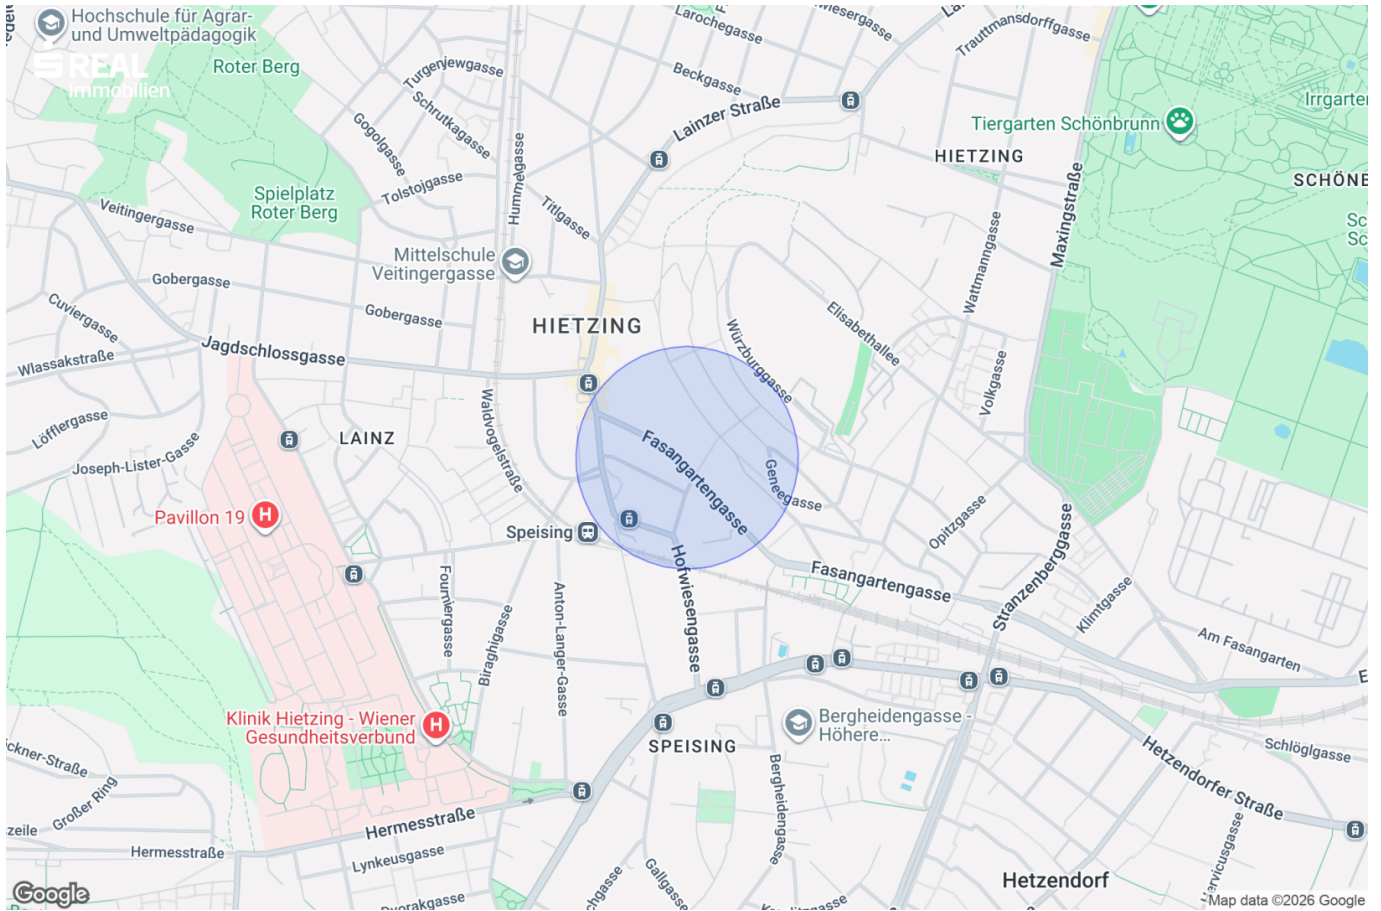 Hochschule für Agrar-
und Umweltpädagogik
REAL
Immobilien
Roter Berg
Turgenjewgasse
Schrutkagasse
Gogolgasse
Tolstojgasse
Hummelgasse
Titlgasse
Larochegasse
Beckgasse
Lainzer Straße
Trauttmansdorffgasse
Irrgarten
Tiergarten Schönbrunn
HIETZING
Maxingstraße
SCHÖNB
Spielplatz
Roter Berg
Veitingergasse
Mittelschule
Veitingergasse
Wattmanngasse
Gobergasse
Gobergasse
Cuviergasse
HIETZING
Elisabethallee
Würzburggasse
Jagdschlossgasse
Wlassakstraße
Volkgasse
Löfflergasse
Waldvogelstraße
LAINZ
Fasangartengasse
Joseph-Lister-Gasse
Geneegasse
Pavillon 19
Speising
Opitzgasse
Hofwiesengasse
Fasangartengasse
Stranzenberggasse
Klimtgasse
Fourniergasse
Anton-Langer-Gasse
Biraghigasse
Am Fasangarten
Klinik Hietzing - Wiener
Gesundheitsverbund
Bergheidengasse -
Höhere...
SPEISING
Bergheidengasse
Hetzendorfer Straße
Schlöglgasse
Großer Ring
Hermesstraße
Hermesstraße
Lynkeusgasse
Gallgasse
Hetzendorf
Google
Map data ©2026 Google